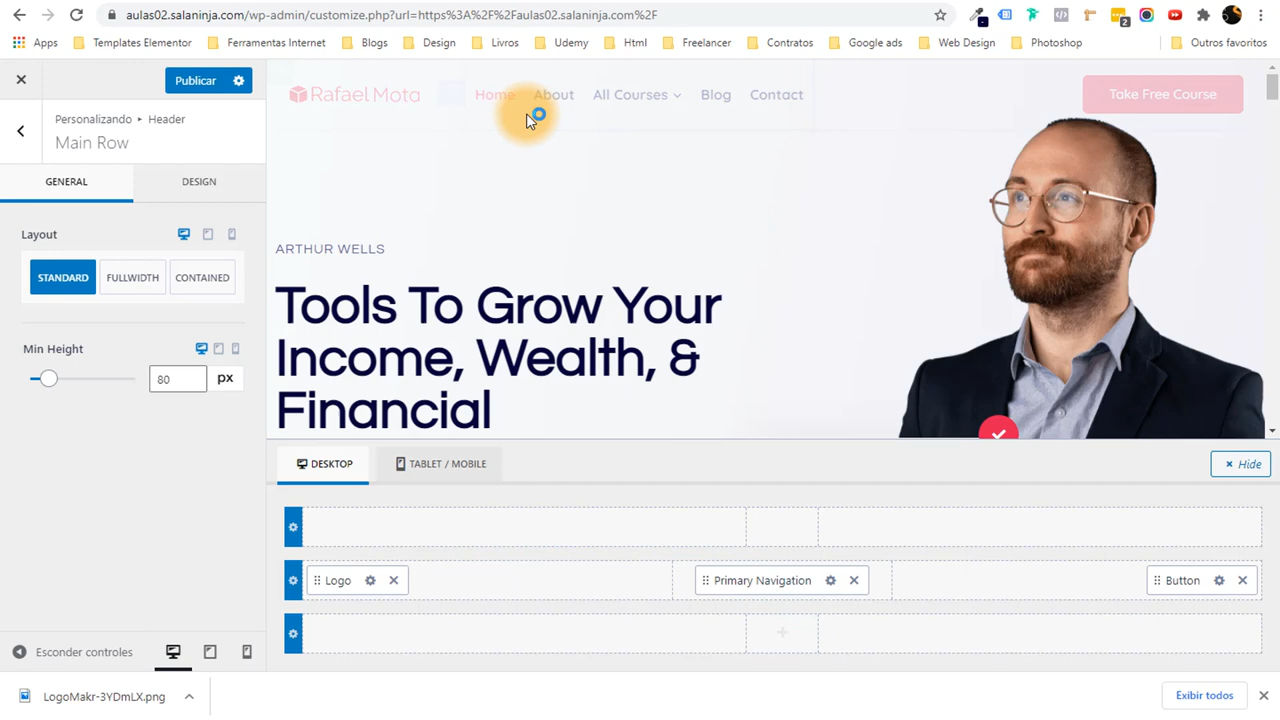 aulas02.salaninja.com/wp-admin/customize.php?url=https%3A%2F%2Faulas02.salaninja.com%2F
2
Apps Templates Elementor Ferramentas Internet Blogs Design Livros Udemy Html Freelancer Contratos Google ads Web Design Photoshop Outros favoritos
Publicar
Personalizando Header
Main Row
GENERAL DESIGN
Layout
STANDARD FULLWIDTH CONTAINED
Min Height
80 px
Esconder controles
Rafael Mota Home About All Courses Blog Contact Take Free Course
ARTHUR WELLS
Tools To Grow Your
Income, Wealth, &
Financial
DESKTOP TABLET / MOBILE Hide
Logo Primary Navigation Button
LogoMakr-3YDmLX.png Exibir todos